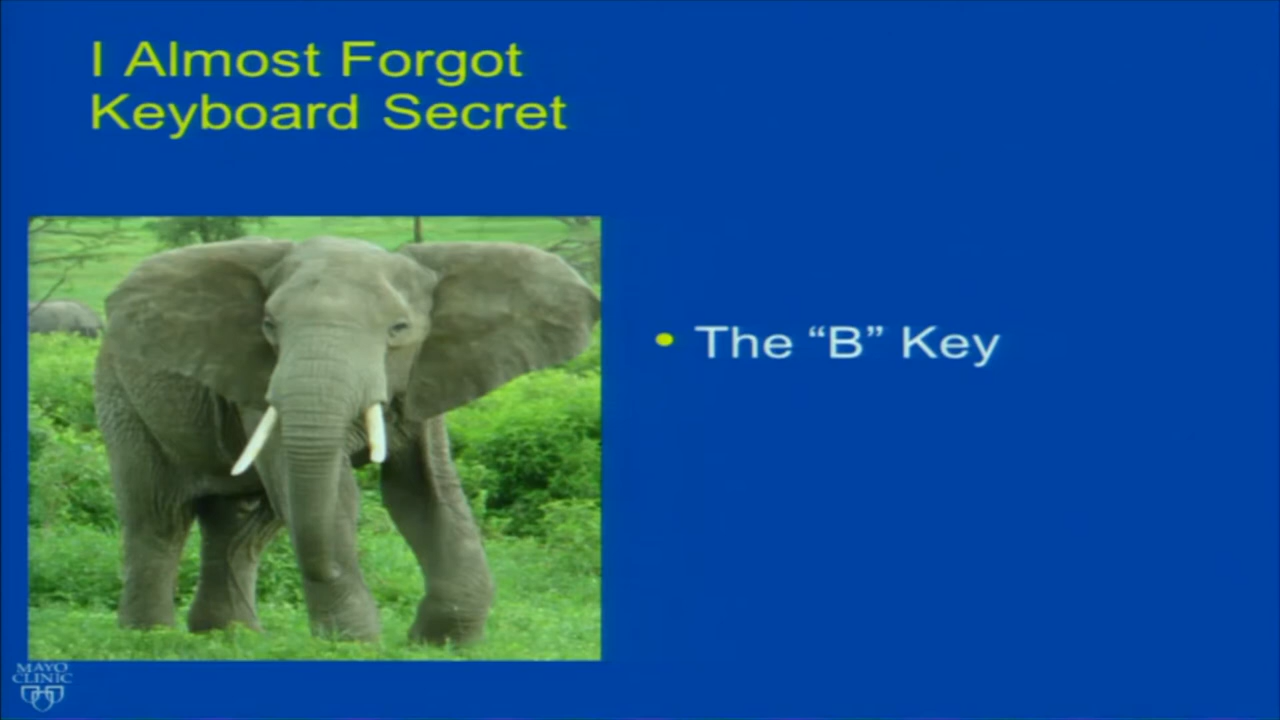 I Almost Forgot
Keyboard Secret
• The “B” Key
MAYO
CLINIC